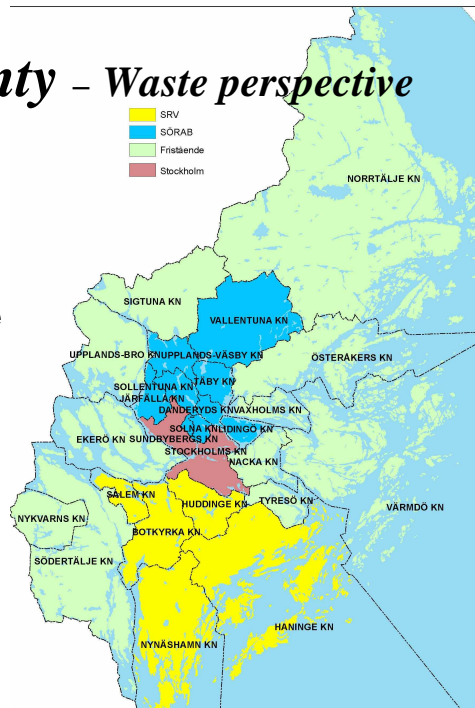 nty – Waste perspective
SRV
SÖRAB
Fristående
Stockholm
NORRTÄLJE KN
SIGTUNA KN
VALLENTUNA KN
UPPLANDS-BRO KN
UPPLANDS-VÄSBY KN
ÖSTERÅKERS KN
TÄBY KN
SOLLENTUNA KN
JÄRFÄLLA KN
DANDERYDS KN
VAXHOLMS KN
SOLNA KN
LIDINGÖ KN
EKERÖ KN
SUNDBYBERGS KN
STOCKHOLMS KN
NACKA KN
SALEM KN
HUDDINGE KN
TYRESÖ KN
VÄRMDÖ KN
NYKVARNS KN
BOTKYRKA KN
SÖDERTÄLJE KN
HANINGE KN
NYNÄSHAMN KN